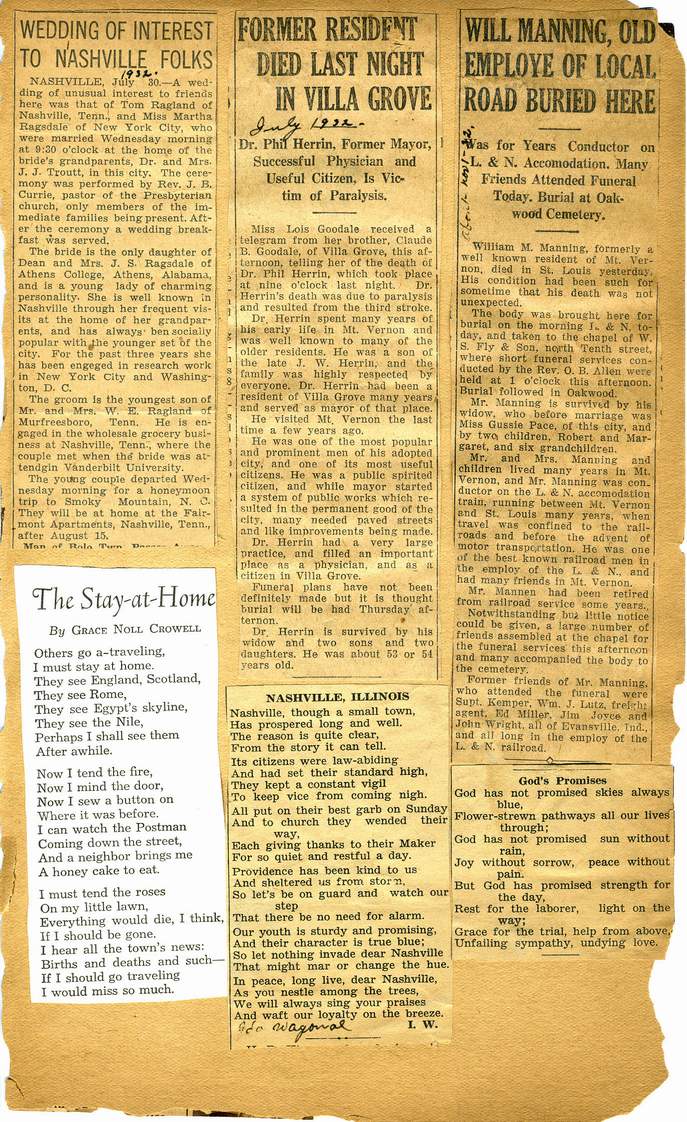 WEDDING OF INTEREST
TO NASHVILLE FOLKS
1932.
NASHVILLE, July 30.—A wed-
ding of unusual interest to friends
here was that of Tom Ragland of
Nashville, Tenn., and Miss Martha
Ragsdale of New York City, who
were married Wednesday morning
at 9:30 o'clock at the home of the
bride's grandparents, Dr. and Mrs.
J. J. Troutt, in this city. The cere-
mony was performed by Rev. J. B.
Currie, pastor of the Presbyterian
church, only members of the im-
mediate families being present. Aft-
er the ceremony a wedding break-
fast was served.
The bride is the only daughter of
Dean and Mrs. J. S. Ragsdale of
Athens College, Athens, Alabama,
and is a young lady of charming
personality. She is well known in
Nashville through her frequent vis-
its at the home of her grandpar-
ents, and has always ben socially
popular with the younger set of the
city. For the past three years she
has been engeged in research work
in New York City and Washing-
ton, D. C.
The groom is the youngest son of
Mr. and Mrs. W. E. Ragland of
Murfreesboro, Tenn. He is en-
gaged in the wholesale grocery busi-
ness at Nashville, Tenn., where the
couple met when the bride was at-
tendgin Vanderbilt University.
The young couple departed Wed-
nesday morning for a honeymoon
trip to Smoky Mountain, N. C.
They will be at home at the Fair-
mont Apartments, Nashville, Tenn.,
after August 15.
The Stay-at-Home
By GRACE NOLL CROWELL
Others go a-traveling,
I must stay at home.
They see England, Scotland,
They see Rome,
They see Egypt's skyline,
They see the Nile,
Perhaps I shall see them
After awhile.
Now I tend the fire,
Now I mind the door,
Now I sew a button on
Where it was before.
I can watch the Postman
Coming down the street,
And a neighbor brings me
A honey cake to eat.
I must tend the roses
On my little lawn,
Everything would die, I think,
If I should be gone.
I hear all the town's news:
Births and deaths and such—
If I should go traveling
I would miss so much.
FORMER RESIDENT
DIED LAST NIGHT
IN VILLA GROVE
July 1932-
Dr. Phil Herrin, Former Mayor,
Successful Physician and
Useful Citizen, Is Vic-
tim of Paralysis.
Miss Lois Goodale received a
telegram from her brother, Claude
B. Goodale, of Villa Grove, this af-
ternoon, telling her of the death of
Dr. Phil Herrin, which took place
at nine o'clock last night. Dr.
Herrin's death was due to paralysis
and resulted from the third stroke.
Dr. Herrin spent many years of
his early life in Mt. Vernon and
was well known to many of the
older residents. He was a son of
the late J. W. Herrin, and the
family was highly respected by
everyone. Dr. Herrin had been a
resident of Villa Grove many years
and served as mayor of that place.
He visited Mt. Vernon the last
time a few years ago.
He was one of the most popular
and prominent men of his adopted
city, and one of its most useful
citizens. He was a public spirited
citizen, and while mayor started
a system of public works which re-
sulted in the permanent good of the
city, many needed paved streets
and like improvements being made.
Dr. Herrin had a very large
practice, and filled an important
place as a physician, and as a
citizen in Villa Grove.
Funeral plans have not been
definitely made but it is thought
burial will be had Thursday af-
ternon.
Dr. Herrin is survived by his
widow and two sons and two
daughters. He was about 53 or 54
years old.
NASHVILLE, ILLINOIS
Nashville, though a small town,
Has prospered long and well.
The reason is quite clear,
From the story it can tell.
Its citizens were law-abiding
And had set their standard high,
They kept a constant vigil
To keep vice from coming nigh.
All put on their best garb on Sunday
And to church they wended their
way,
Each giving thanks to their Maker
For so quiet and restful a day.
Providence has been kind to us
And sheltered us from storm,
So let's be on guard and watch our
step
That there be no need for alarm.
Our youth is sturdy and promising,
And their character is true blue;
So let nothing invade dear Nashville
That might mar or change the hue.
In peace, long live, dear Nashville,
As you nestle among the trees,
We will always sing your praises
And waft our loyalty on the breeze.
I. W.
WILL MANNING, OLD
EMPLOYE OF LOCAL
ROAD BURIED HERE
Was for Years Conductor on
L. & N. Accomodation. Many
Friends Attended Funeral
Today. Burial at Oak-
wood Cemetery.
William M. Manning, formerly a
well known resident of Mt. Ver-
non, died in St. Louis yesterday.
His condition had been such for
sometime that his death was not
unexpected.
The body was brought here for
burial on the morning L. & N. to-
day, and taken to the chapel of W.
S. Fly & Son, north Tenth street,
where short funeral services con-
ducted by the Rev. O. B. Allen were
held at 1 o'clock this afternoon.
Burial followed in Oakwood.
Mr. Manning is survived by his
widow, who before marriage was
Miss Gussie Pace, of this city, and
by two children, Robert and Mar-
garet, and six grandchildren.
Mr. and Mrs. Manning and
children lived many years in Mt.
Vernon, and Mr. Manning was con-
ductor on the L. & N. accomodation
train, running between Mt. Vernon
and St. Louis many years, when
travel was confined to the rail-
roads and before the advent of
motor transportation. He was one
of the best known railroad men in
the employ of the L. & N., and
had many friends in Mt. Vernon.
Mr. Mannen had been retired
from railroad service some years.
Notwithstanding but little notice
could be given, a large number of
friends assembled at the chapel for
the funeral services this afternoon
and many accompanied the body to
the cemetery.
Former friends of Mr. Manning,
who attended the funeral were
Supt. Kemper, Wm. J. Lutz, freight
agent, Ed Miller, Jim Joyce and
John Wright, all of Evansville, Ind.,
and all long in the employ of the
L. & N. railroad.
God's Promises
God has not promised skies always
blue,
Flower-strewn pathways all our lives
through;
God has not promised sun without
rain,
Joy without sorrow, peace without
pain.
But God has promised strength for
the day,
Rest for the laborer, light on the
way;
Grace for the trial, help from above,
Unfailing sympathy, undying love.